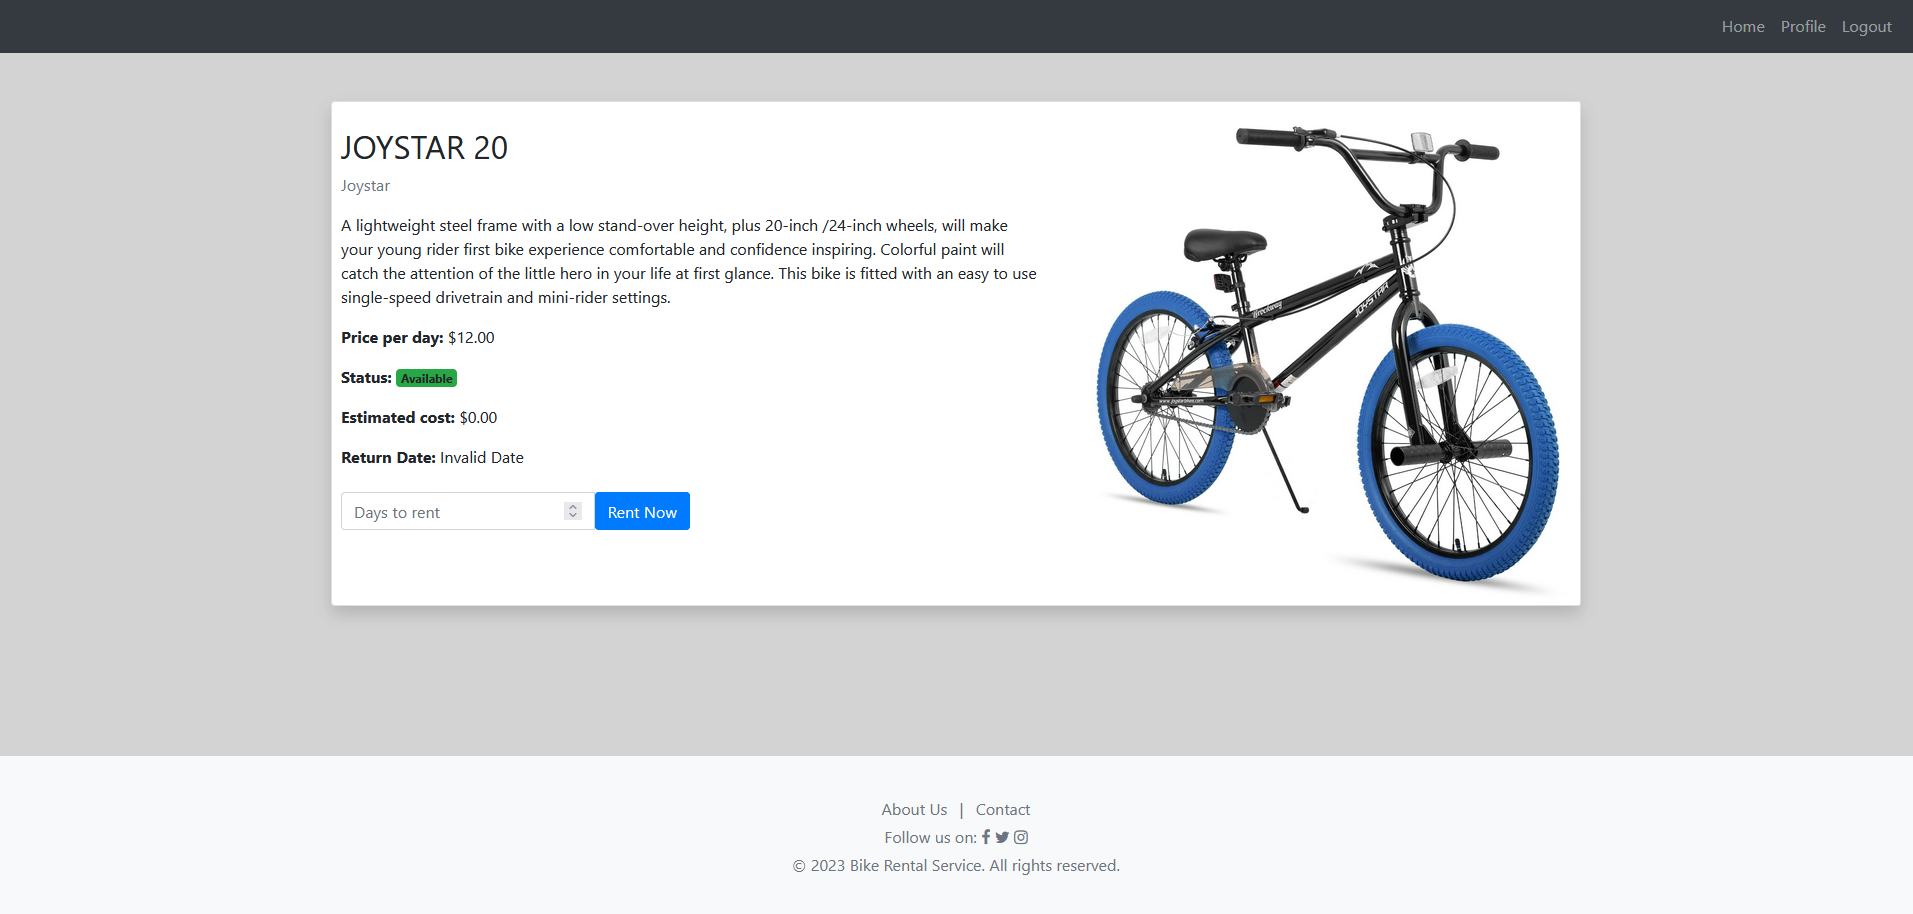 Home Profile Logout
JOYSTAR 20
Joystar
A lightweight steel frame with a low stand-over height, plus 20-inch /24-inch wheels, will make
your young rider first bike experience comfortable and confidence inspiring. Colorful paint will
catch the attention of the little hero in your life at first glance. This bike is fitted with an easy to use
single-speed drivetrain and mini-rider settings.
Price per day: $12.00
Status: Available
Estimated cost: $0.00
Return Date: Invalid Date
Days to rent
Rent Now
JOYSTAR
www.joystarbikes.com
About Us | Contact
Follow us on:
© 2023 Bike Rental Service. All rights reserved.